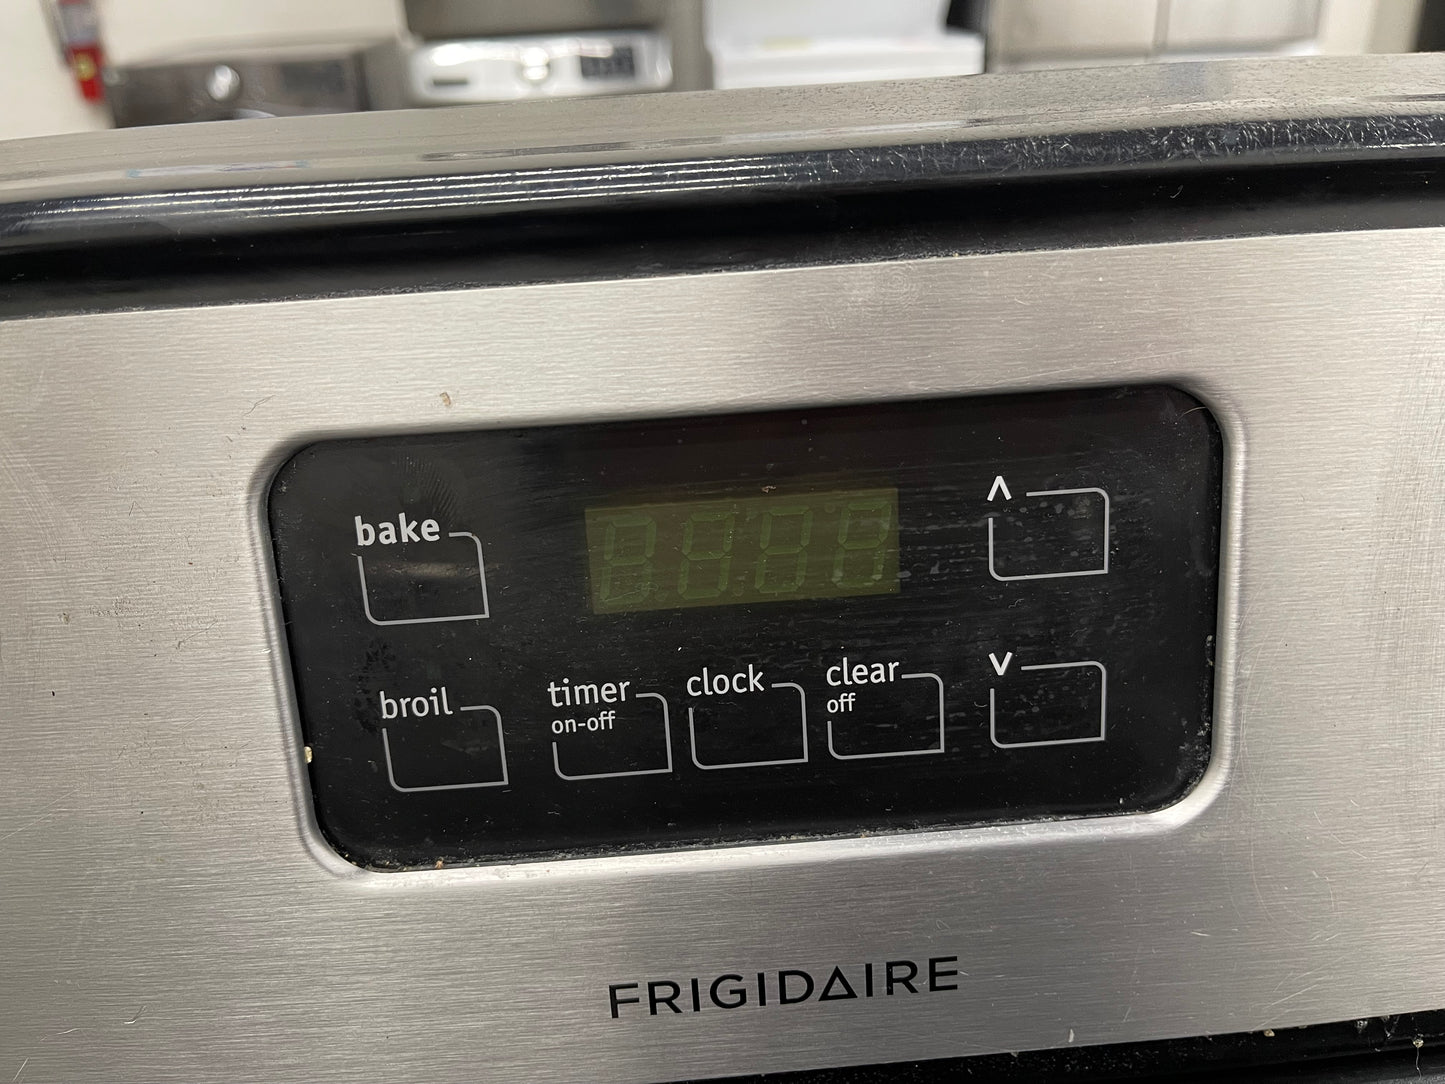 bake
^
broil
timer
on-off
clock
clear
off
v
FRIGIDAIRE